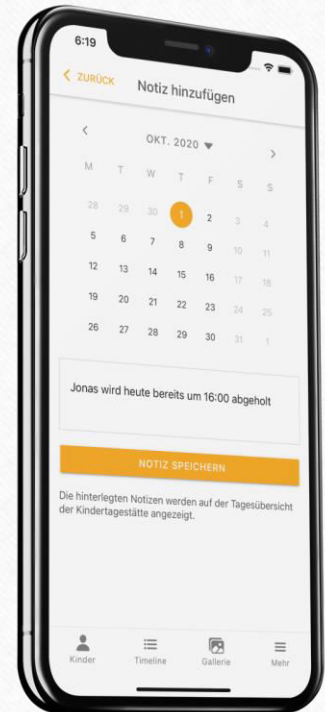 6:19
ZURÜCK
Notiz hinzufügen
OKT. 2020
M T W T F S S
28 29 30 1 2 3 4
5 6 7 8 9 10 11
12 13 14 15 16 17 18
19 20 21 22 23 24 25
26 27 28 29 30 31 1
Jonas wird heute bereits um 16:00 abgeholt
NOTIZ SPEICHERN
Die hinterlegten Notizen werden auf der Tagesübersicht
der Kindertagestätte angezeigt.
Kinder Timeline Gallerie Mehr